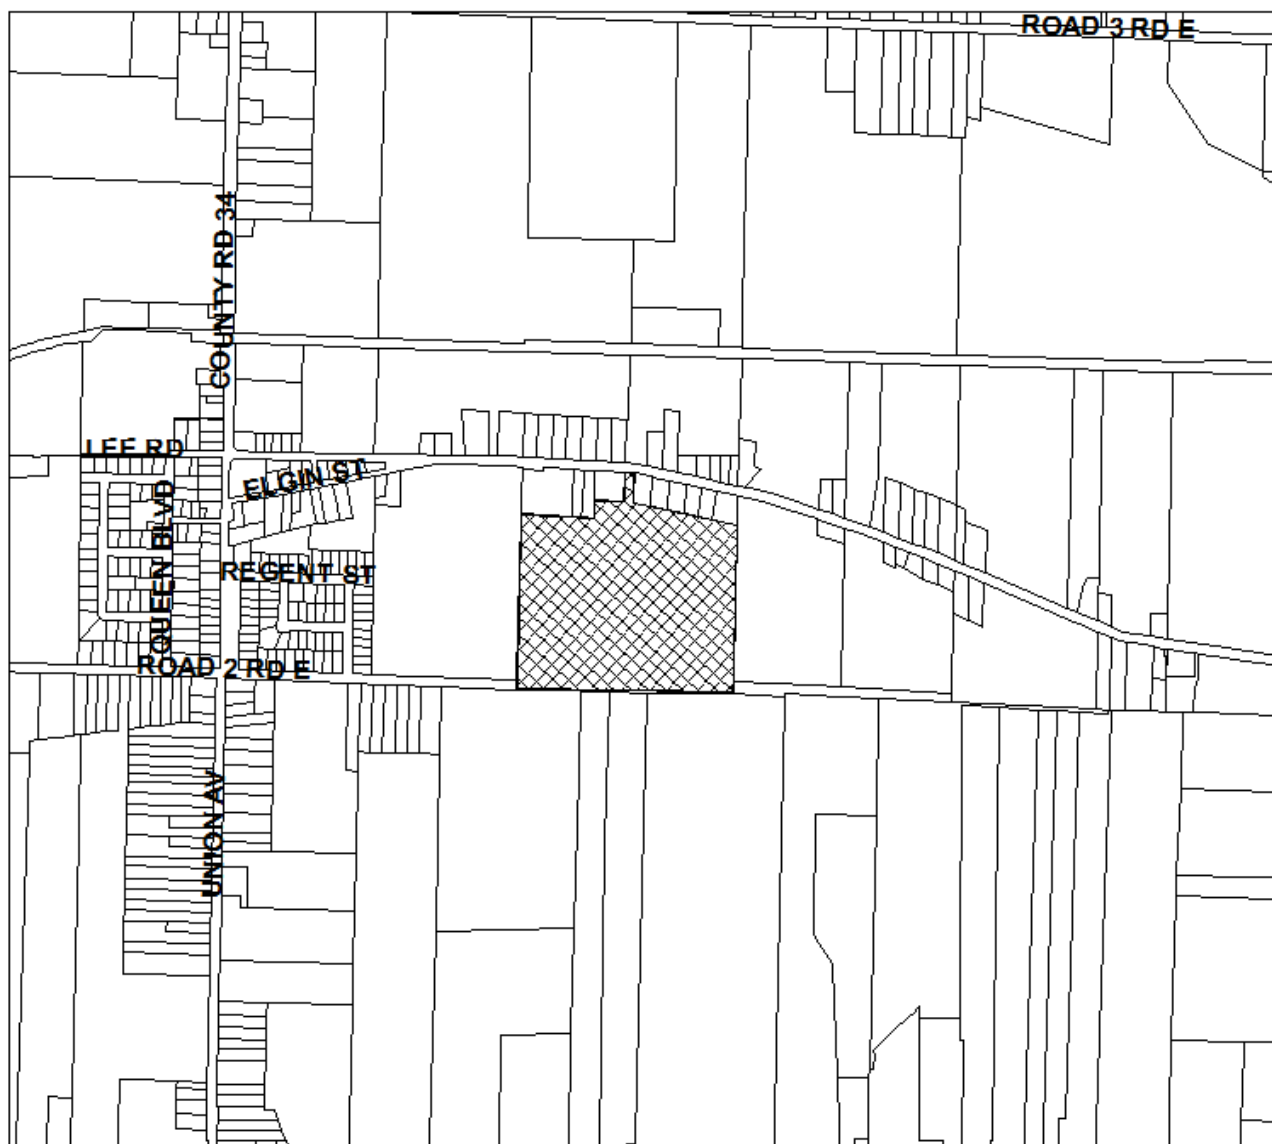 ROAD 3 RD E
COUNTY RD 34
LEE RD
ELGIN ST
QUEEN BLVD
REGENT ST
ROAD 2 RD E
UNION AV